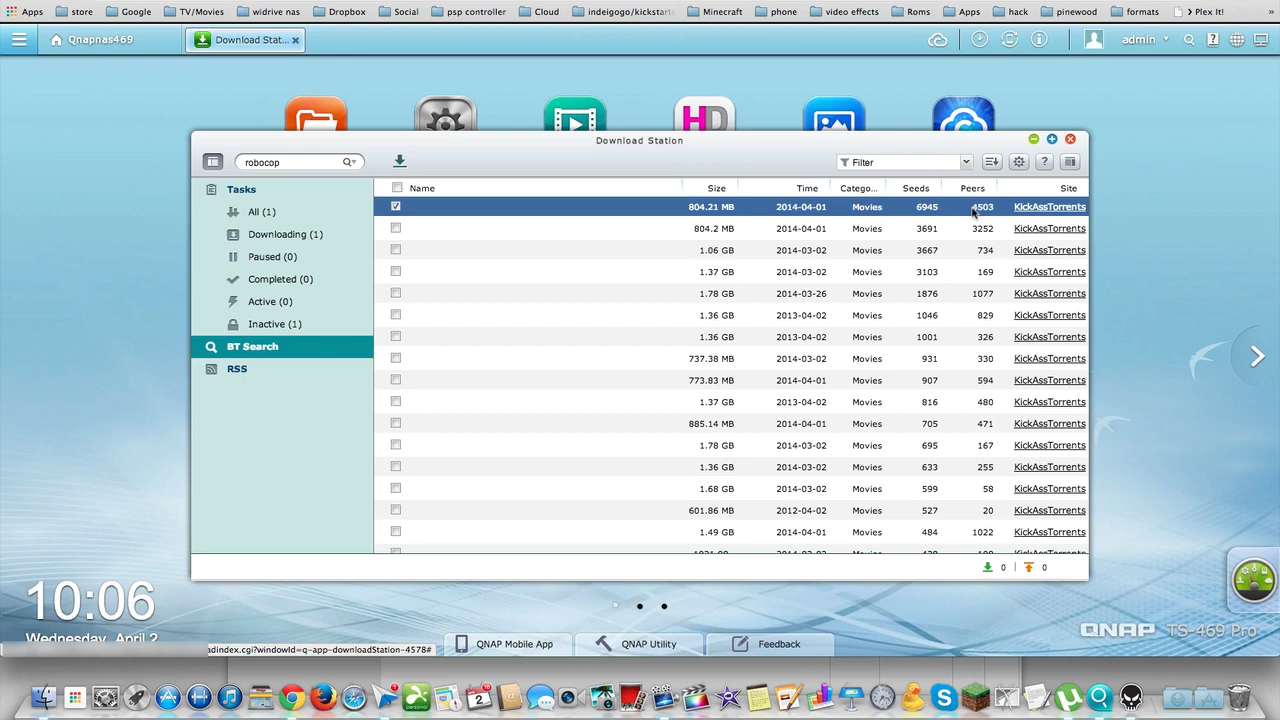 Apps store Google TV/Movies widrive nas Dropbox Social psp controller Cloud indeigogo/kickstarte Minecraft phone video effects Roms Apps hack pinewood formats > Plex It! »
Qnapnas469 Download Stat... × admin
Download Station
robocop Filter
Name Size Time Catego... Seeds Peers Site
Tasks
All (1)
Downloading (1)
Paused (0)
Completed (0)
Active (0)
Inactive (1)
BT Search
RSS
804.21 MB 2014-04-01 Movies 6945 4503 KickAssTorrents
804.2 MB 2014-04-01 Movies 3691 3252 KickAssTorrents
1.06 GB 2014-03-02 Movies 3667 734 KickAssTorrents
1.37 GB 2014-03-02 Movies 3103 169 KickAssTorrents
1.78 GB 2014-03-26 Movies 1876 1077 KickAssTorrents
1.36 GB 2013-04-02 Movies 1046 829 KickAssTorrents
1.36 GB 2013-04-02 Movies 1001 326 KickAssTorrents
737.38 MB 2014-03-02 Movies 931 330 KickAssTorrents
773.83 MB 2014-04-01 Movies 907 594 KickAssTorrents
1.37 GB 2013-04-02 Movies 816 480 KickAssTorrents
885.14 MB 2014-04-01 Movies 705 471 KickAssTorrents
1.78 GB 2014-03-02 Movies 695 167 KickAssTorrents
1.36 GB 2014-03-02 Movies 633 255 KickAssTorrents
1.68 GB 2014-03-02 Movies 599 58 KickAssTorrents
601.86 MB 2012-04-02 Movies 527 20 KickAssTorrents
1.49 GB 2014-04-01 Movies 484 1022 KickAssTorrents
0 | 0
10:06
Wednesday, April 2
QNAP TS-469 Pro
adindex.cgi?windowId=q-app-downloadStation-4578#
QNAP Mobile App QNAP Utility Feedback